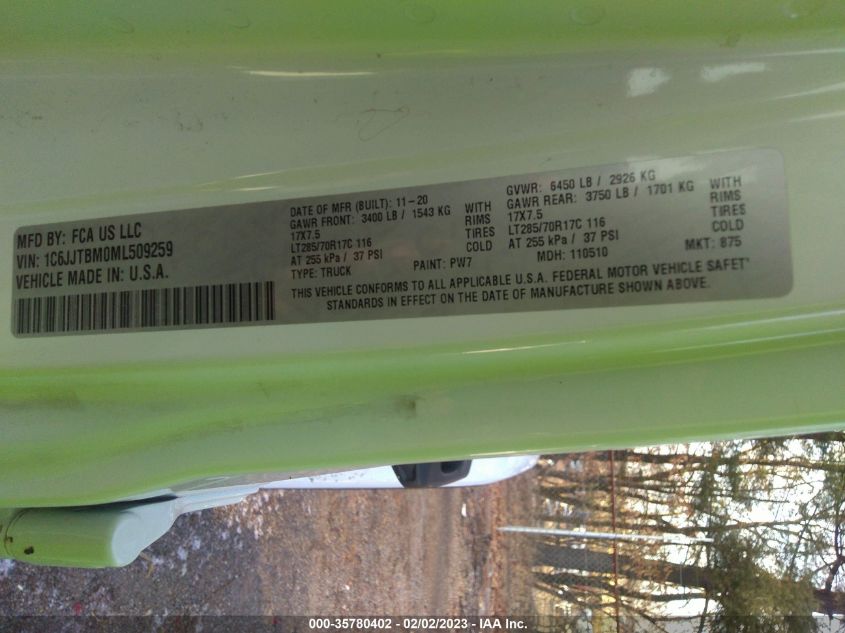 MFD BY: FCA US LLC
VIN: 1C6JJTBM0ML509259
VEHICLE MADE IN: U.S.A.
DATE OF MFR (BUILT): 11-20
GAWR FRONT: 3400 LB / 1543 KG WITH
17X7.5 RIMS
LT285/70R17C 116 TIRES
AT 255 kPa / 37 PSI COLD
TYPE: TRUCK PAINT: PW7
GVWR: 6450 LB / 2926 KG
GAWR REAR: 3750 LB / 1701 KG WITH
17X7.5 RIMS
LT285/70R17C 116 TIRES
AT 255 kPa / 37 PSI COLD
MDH: 110510 MKT: 875
THIS VEHICLE CONFORMS TO ALL APPLICABLE U.S.A. FEDERAL MOTOR VEHICLE SAFET'
STANDARDS IN EFFECT ON THE DATE OF MANUFACTURE SHOWN ABOVE.
000-35780402 - 02/02/2023 - IAA Inc.